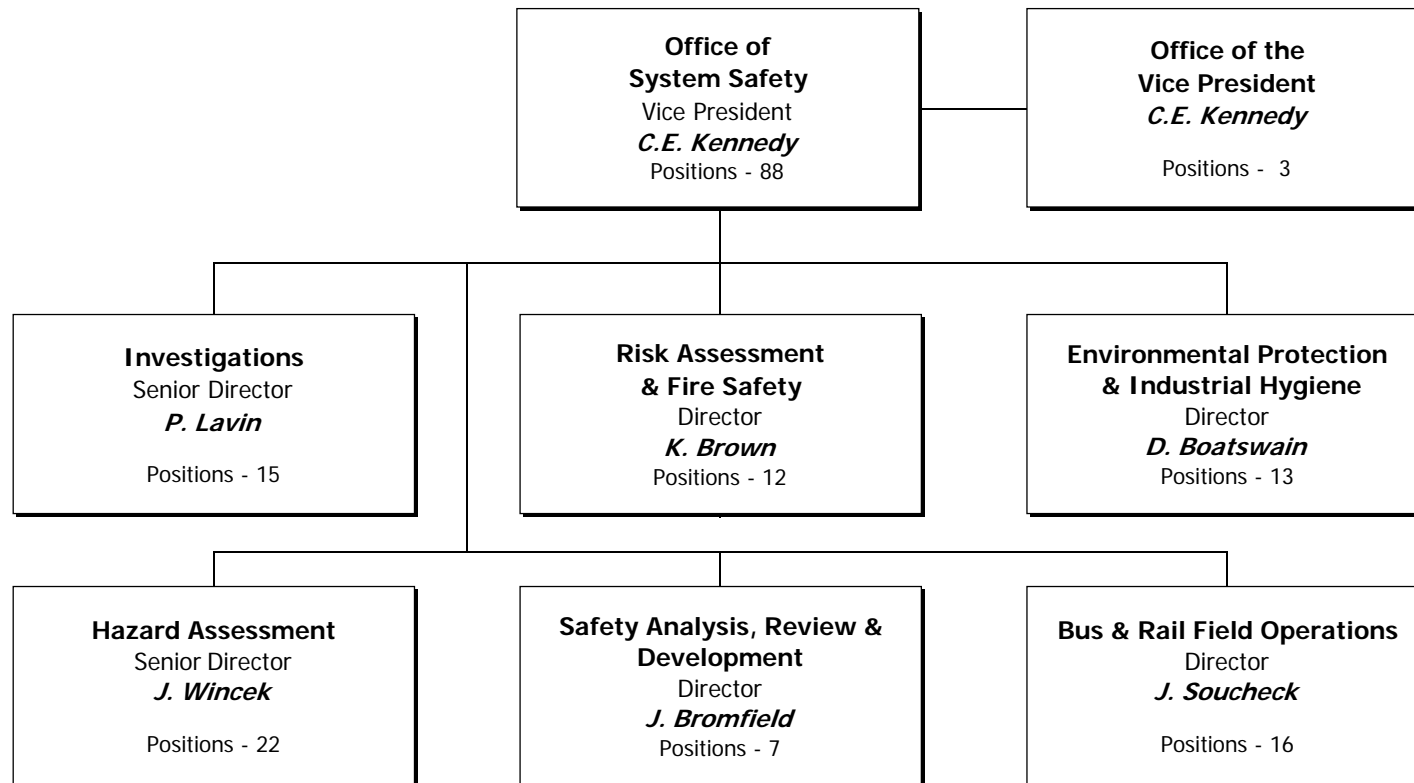 Office of
System Safety
Vice President
C.E. Kennedy
Positions - 88
Office of the
Vice President
C.E. Kennedy
Positions - 3
Investigations
Senior Director
P. Lavin
Positions - 15
Risk Assessment
& Fire Safety
Director
K. Brown
Positions - 12
Environmental Protection
& Industrial Hygiene
Director
D. Boatswain
Positions - 13
Hazard Assessment
Senior Director
J. Wincek
Positions - 22
Safety Analysis, Review &
Development
Director
J. Bromfield
Positions - 7
Bus & Rail Field Operations
Director
J. Soucheck
Positions - 16